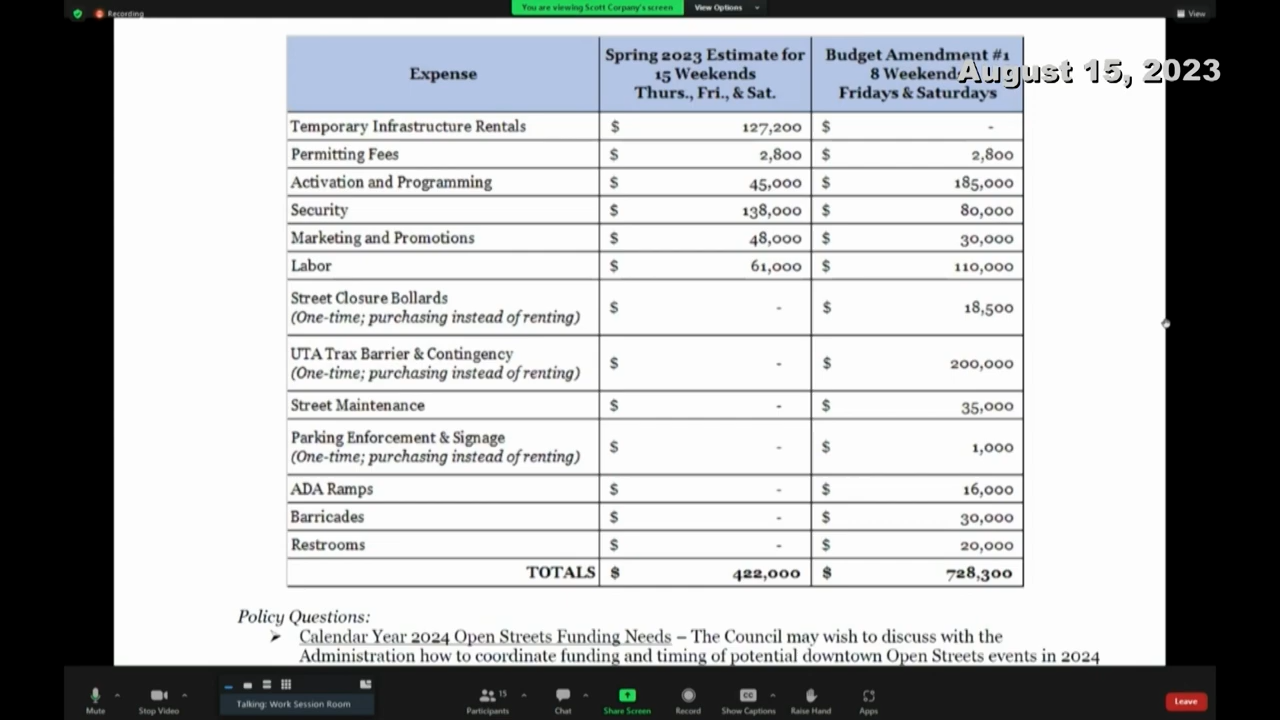 Recording
You are viewing Scott Corpany's screen
View Options
View
August 15, 2023
Expense
Spring 2023 Estimate for
15 Weekends
Thurs., Fri., & Sat.
Budget Amendment #1
8 Weekend
Fridays & Saturdays
Temporary Infrastructure Rentals $ 127,200 $ -
Permitting Fees $ 2,800 $ 2,800
Activation and Programming $ 45,000 $ 185,000
Security $ 138,000 $ 80,000
Marketing and Promotions $ 48,000 $ 30,000
Labor $ 61,000 $ 110,000
Street Closure Bollards
(One-time; purchasing instead of renting) $ - $ 18,500
UTA Trax Barrier & Contingency
(One-time; purchasing instead of renting) $ - $ 200,000
Street Maintenance $ - $ 35,000
Parking Enforcement & Signage
(One-time; purchasing instead of renting) $ - $ 1,000
ADA Ramps $ - $ 16,000
Barricades $ - $ 30,000
Restrooms $ - $ 20,000
TOTALS $ 422,000 $ 728,300
Policy Questions:
➤ Calendar Year 2024 Open Streets Funding Needs – The Council may wish to discuss with the
Administration how to coordinate funding and timing of potential downtown Open Streets events in 2024
Talking: Work Session Room
Mute
Stop Video
15
Participants
Chat
Share Screen
Record
CC
Show Captions
Raise Hand
Apps
Leave